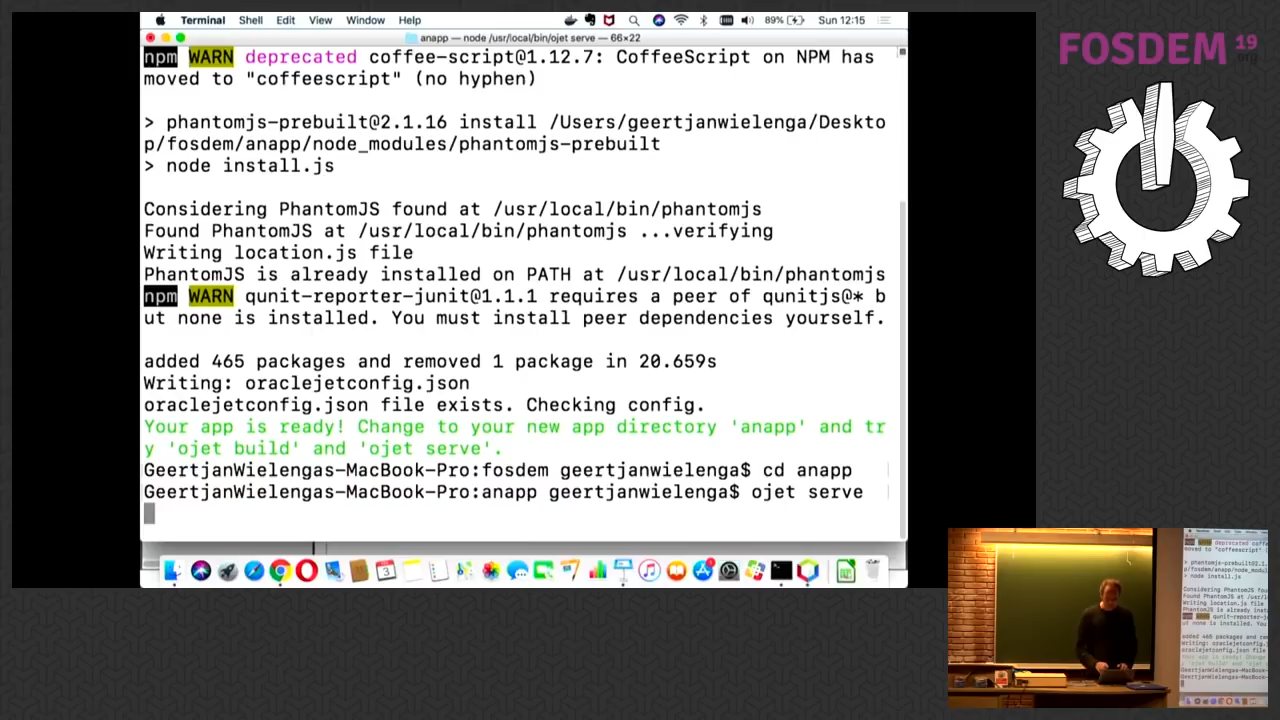 Terminal Shell Edit View Window Help 89% Sun 12:15
anapp — node /usr/local/bin/ojet serve — 66×22
FOSDEM 19
.org
npm WARN deprecated coffee-script@1.12.7: CoffeeScript on NPM has
moved to "coffeescript" (no hyphen)
> phantomjs-prebuilt@2.1.16 install /Users/geertjanwielenga/Deskto
p/fosdem/anapp/node_modules/phantomjs-prebuilt
> node install.js
Considering PhantomJS found at /usr/local/bin/phantomjs
Found PhantomJS at /usr/local/bin/phantomjs ...verifying
Writing location.js file
PhantomJS is already installed on PATH at /usr/local/bin/phantomjs
npm WARN qunit-reporter-junit@1.1.1 requires a peer of qunitjs@* b
ut none is installed. You must install peer dependencies yourself.
added 465 packages and removed 1 package in 20.659s
Writing: oraclejetconfig.json
oraclejetconfig.json file exists. Checking config.
Your app is ready! Change to your new app directory 'anapp' and tr
y 'ojet build' and 'ojet serve'.
GeertjanWielengas-MacBook-Pro:fosdem geertjanwielenga$ cd anapp
GeertjanWielengas-MacBook-Pro:anapp geertjanwielenga$ ojet serve